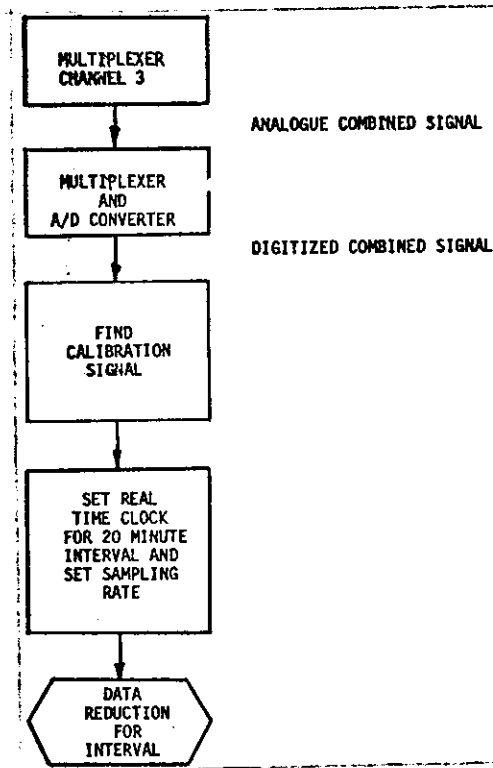 MULTIPLEXER
CHANNEL 3
ANALOGUE COMBINED SIGNAL
MULTIPLEXER
AND
A/D CONVERTER
DIGITIZED COMBINED SIGNAL
FIND
CALIBRATION
SIGNAL
SET REAL
TIME CLOCK
FOR 20 MINUTE
INTERVAL AND
SET SAMPLING
RATE
DATA
REDUCTION
FOR
INTERVAL